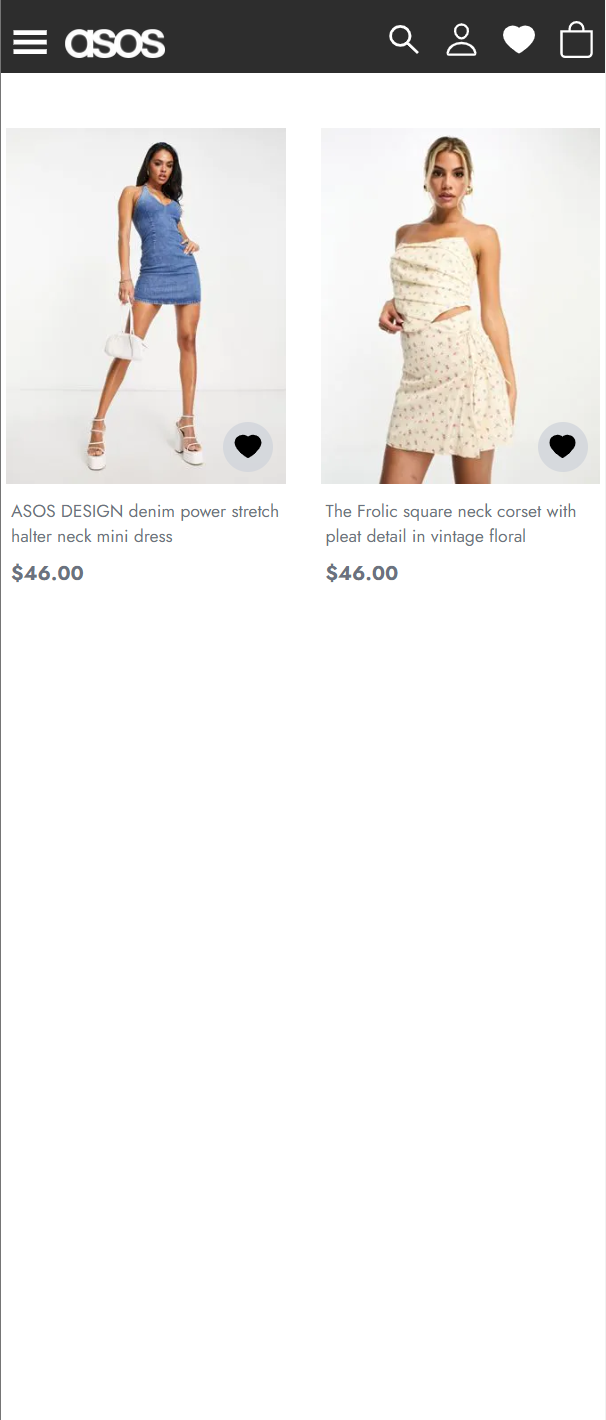 asos
ASOS DESIGN denim power stretch
halter neck mini dress
$46.00
The Frolic square neck corset with
pleat detail in vintage floral
$46.00